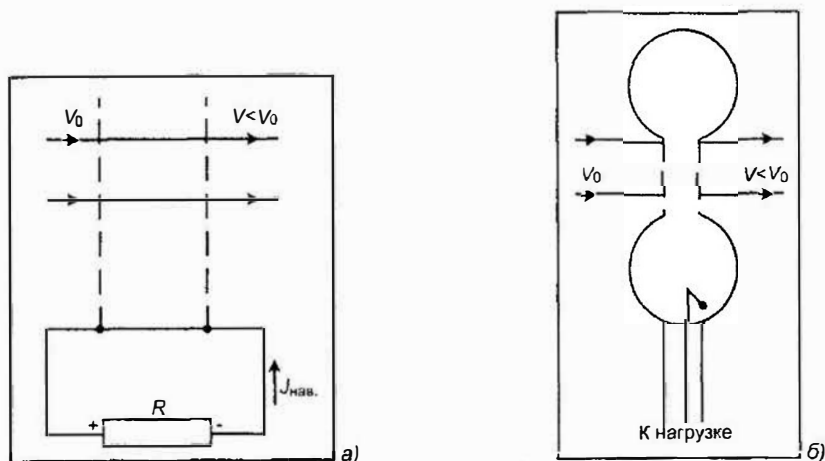 V₀ V<V₀
Jнав.
+ R -
а)
V₀ V<V₀
К нагрузке
б)